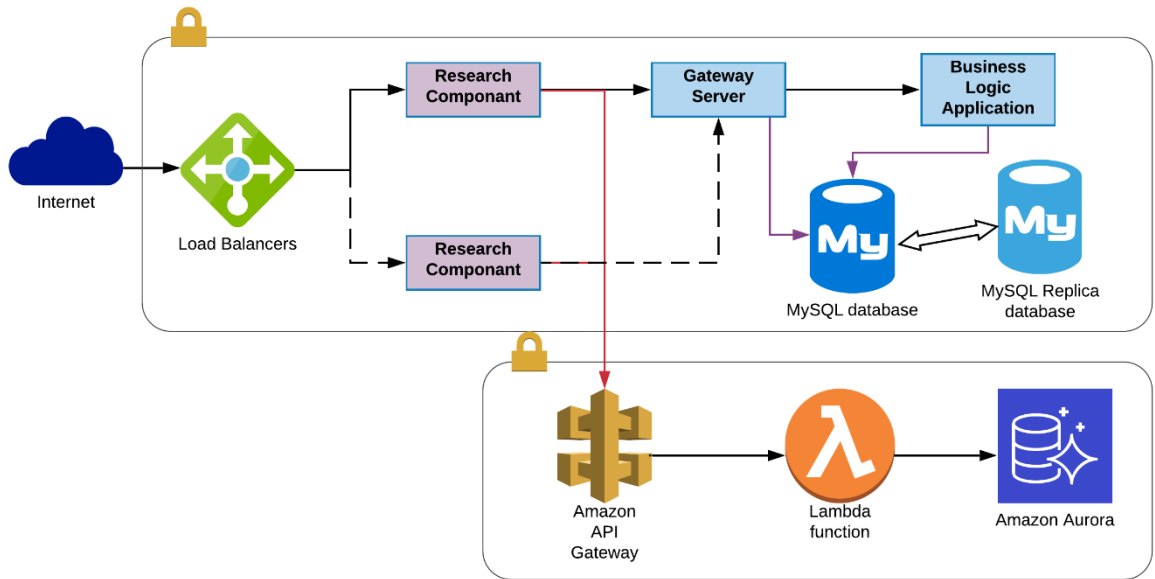 Research
Componant
Gateway
Server
Business
Logic
Application
Internet
Load Balancers
Research
Componant
My
My
MySQL database
MySQL Replica
database
Amazon
API
Gateway
λ
Lambda
function
Amazon Aurora